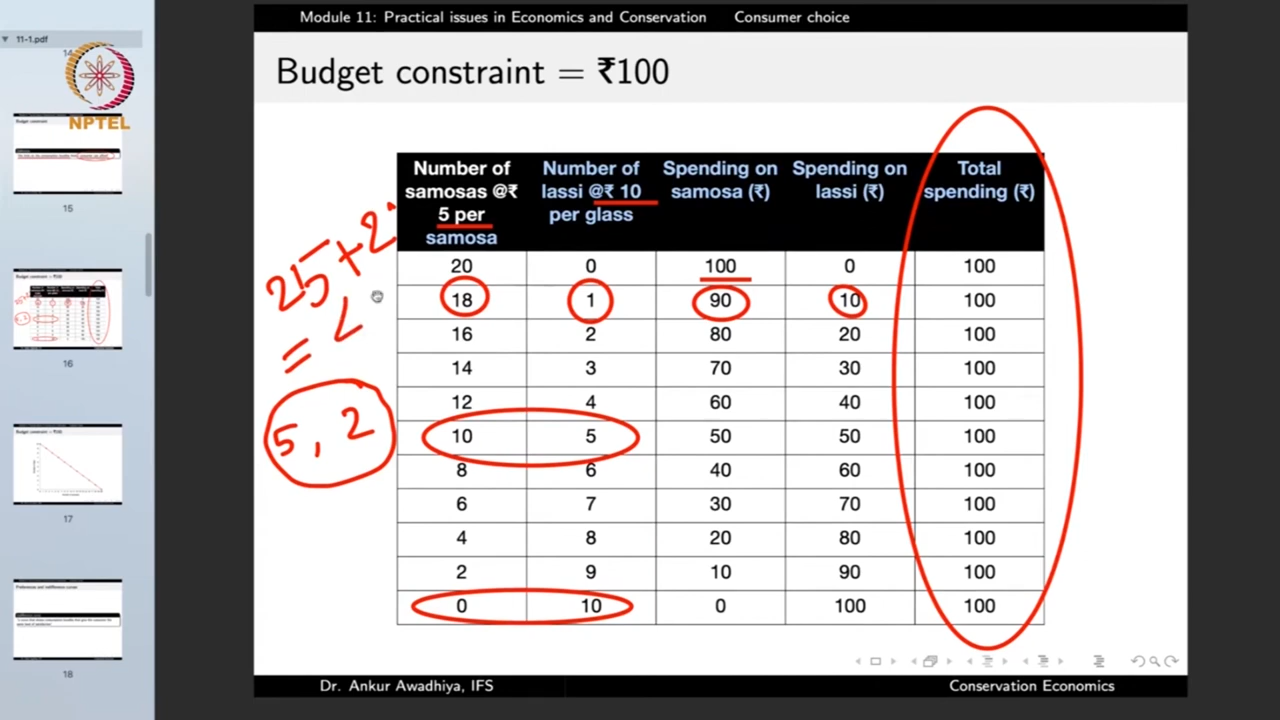 Module 11: Practical issues in Economics and Conservation Consumer choice
11-1.pdf
14
NPTEL
15
16
17
18
Budget constraint = ₹100
Number of samosas @₹ 5 per samosa Number of lassi @₹ 10 per glass Spending on samosa (₹) Spending on lassi (₹) Total spending (₹)
20 0 100 0 100
18 1 90 10 100
16 2 80 20 100
14 3 70 30 100
12 4 60 40 100
10 5 50 50 100
8 6 40 60 100
6 7 30 70 100
4 8 20 80 100
2 9 10 90 100
0 10 0 100 100
25+2
=
5, 2
Dr. Ankur Awadhiya, IFS Conservation Economics